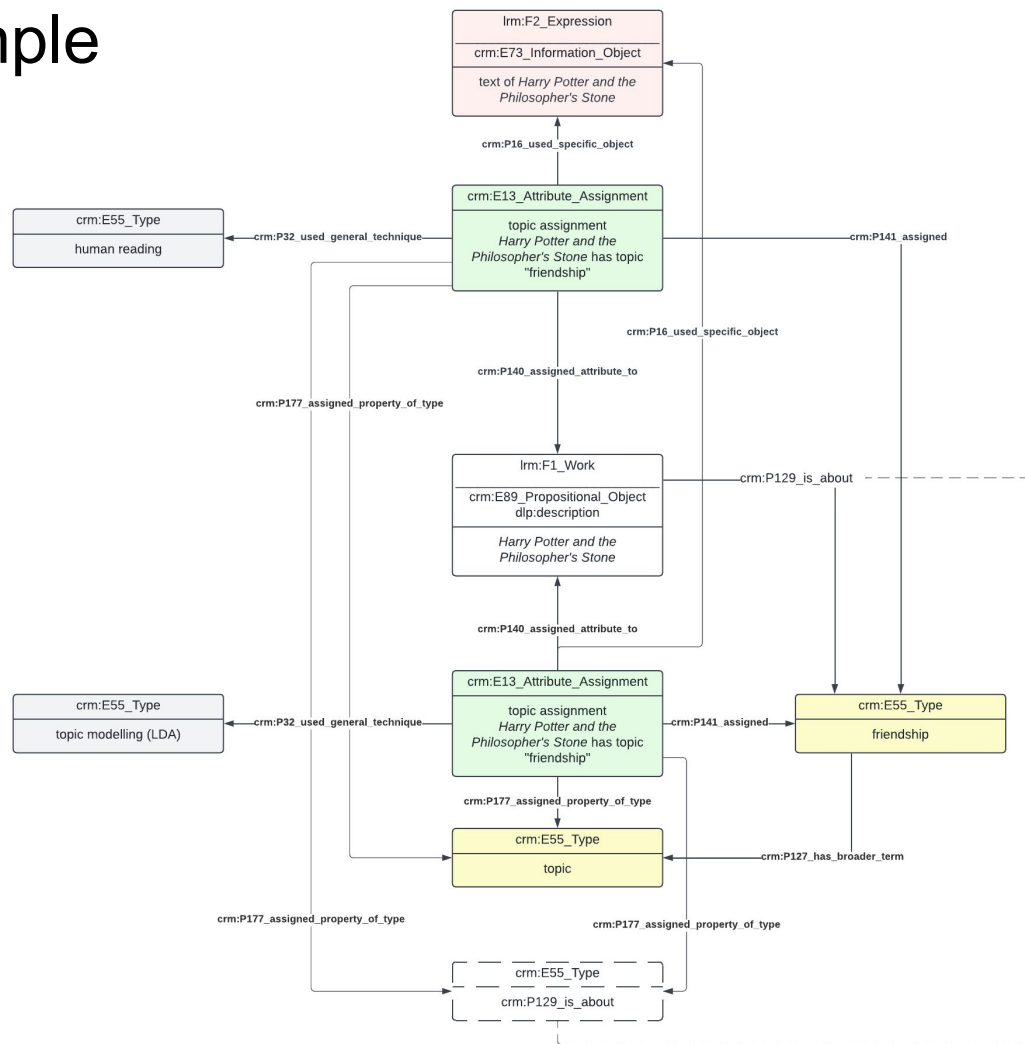 mple
lrm:F2_Expression
crm:E73_Information_Object
text of Harry Potter and the
Philosopher's Stone
crm:P16_used_specific_object
crm:E13_Attribute_Assignment
topic assignment
Harry Potter and the
Philosopher's Stone has topic
"friendship"
crm:E55_Type
human reading
crm:P32_used_general_technique
crm:P141_assigned
crm:P16_used_specific_object
crm:P140_assigned_attribute_to
crm:P177_assigned_property_of_type
lrm:F1_Work
crm:E89_Propositional_Object
dlp:description
Harry Potter and the
Philosopher's Stone
crm:P129_is_about
crm:P140_assigned_attribute_to
crm:E13_Attribute_Assignment
topic assignment
Harry Potter and the
Philosopher's Stone has topic
"friendship"
crm:E55_Type
topic modelling (LDA)
crm:P32_used_general_technique
crm:P141_assigned
crm:E55_Type
friendship
crm:P177_assigned_property_of_type
crm:E55_Type
topic
crm:P127_has_broader_term
crm:P177_assigned_property_of_type
crm:P177_assigned_property_of_type
crm:E55_Type
crm:P129_is_about